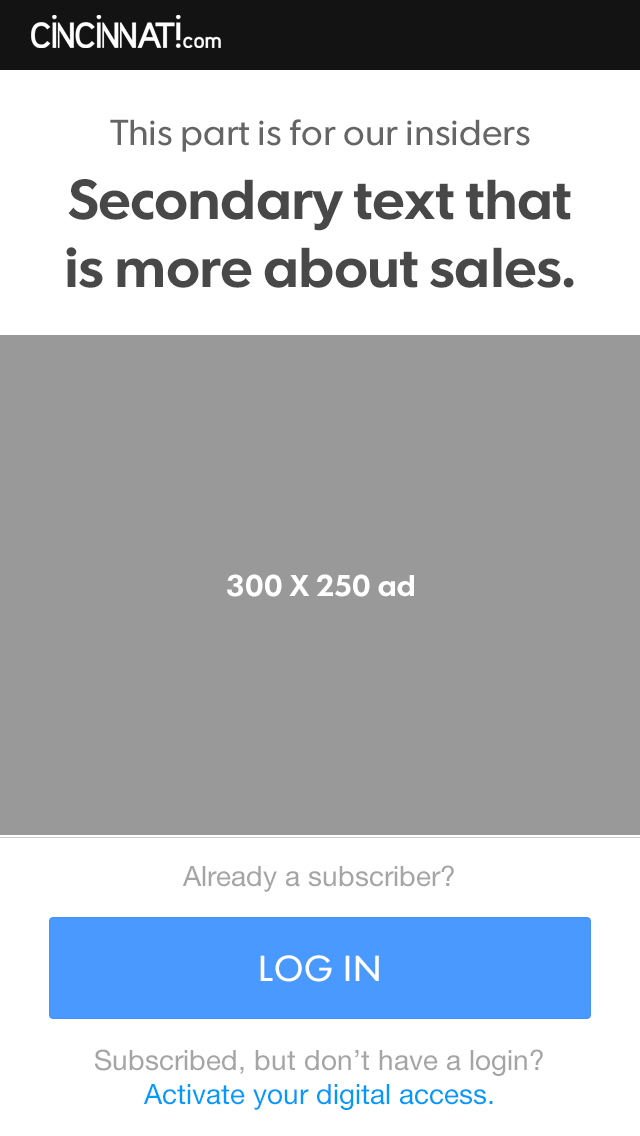 CINCINNATI.com
This part is for our insiders
Secondary text that
is more about sales.
300 X 250 ad
Already a subscriber?
LOG IN
Subscribed, but don’t have a login?
Activate your digital access.